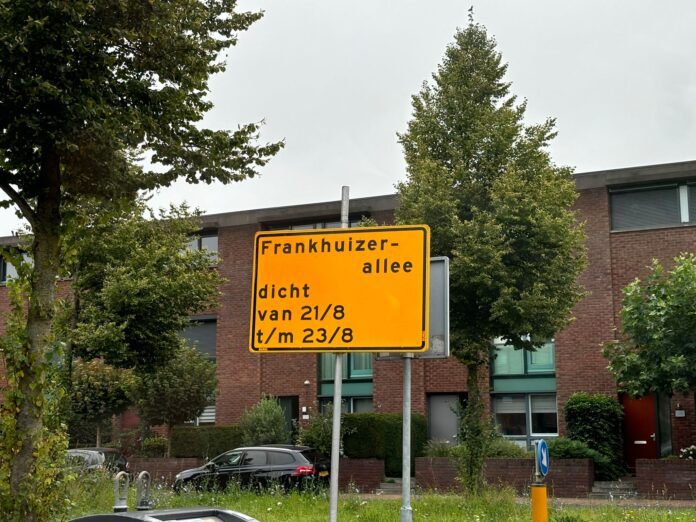 Frankhuizer-
allee
dicht
van 21/8
t/m 23/8